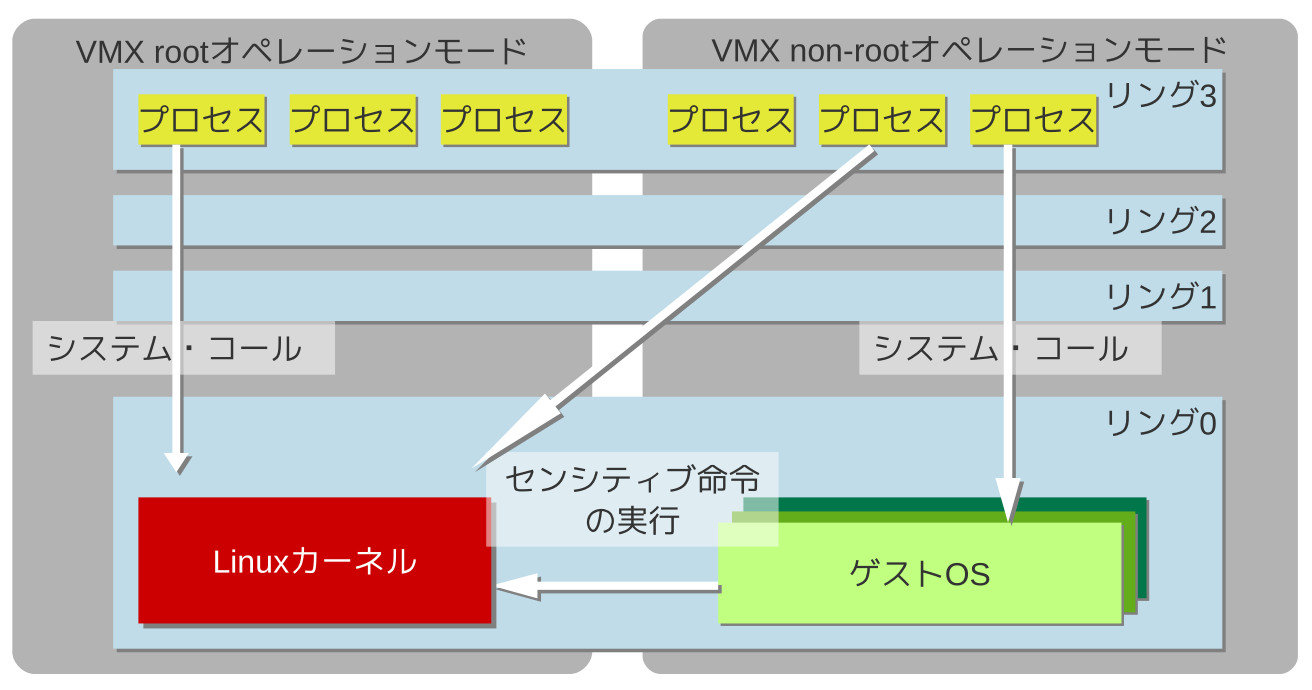 VMX rootオペレーションモード
VMX non-rootオペレーションモード
リング3
プロセス
プロセス
プロセス
プロセス
プロセス
プロセス
リング2
リング1
システム・コール
システム・コール
リング0
センシティブ命令
の実行
Linuxカーネル
ゲストOS